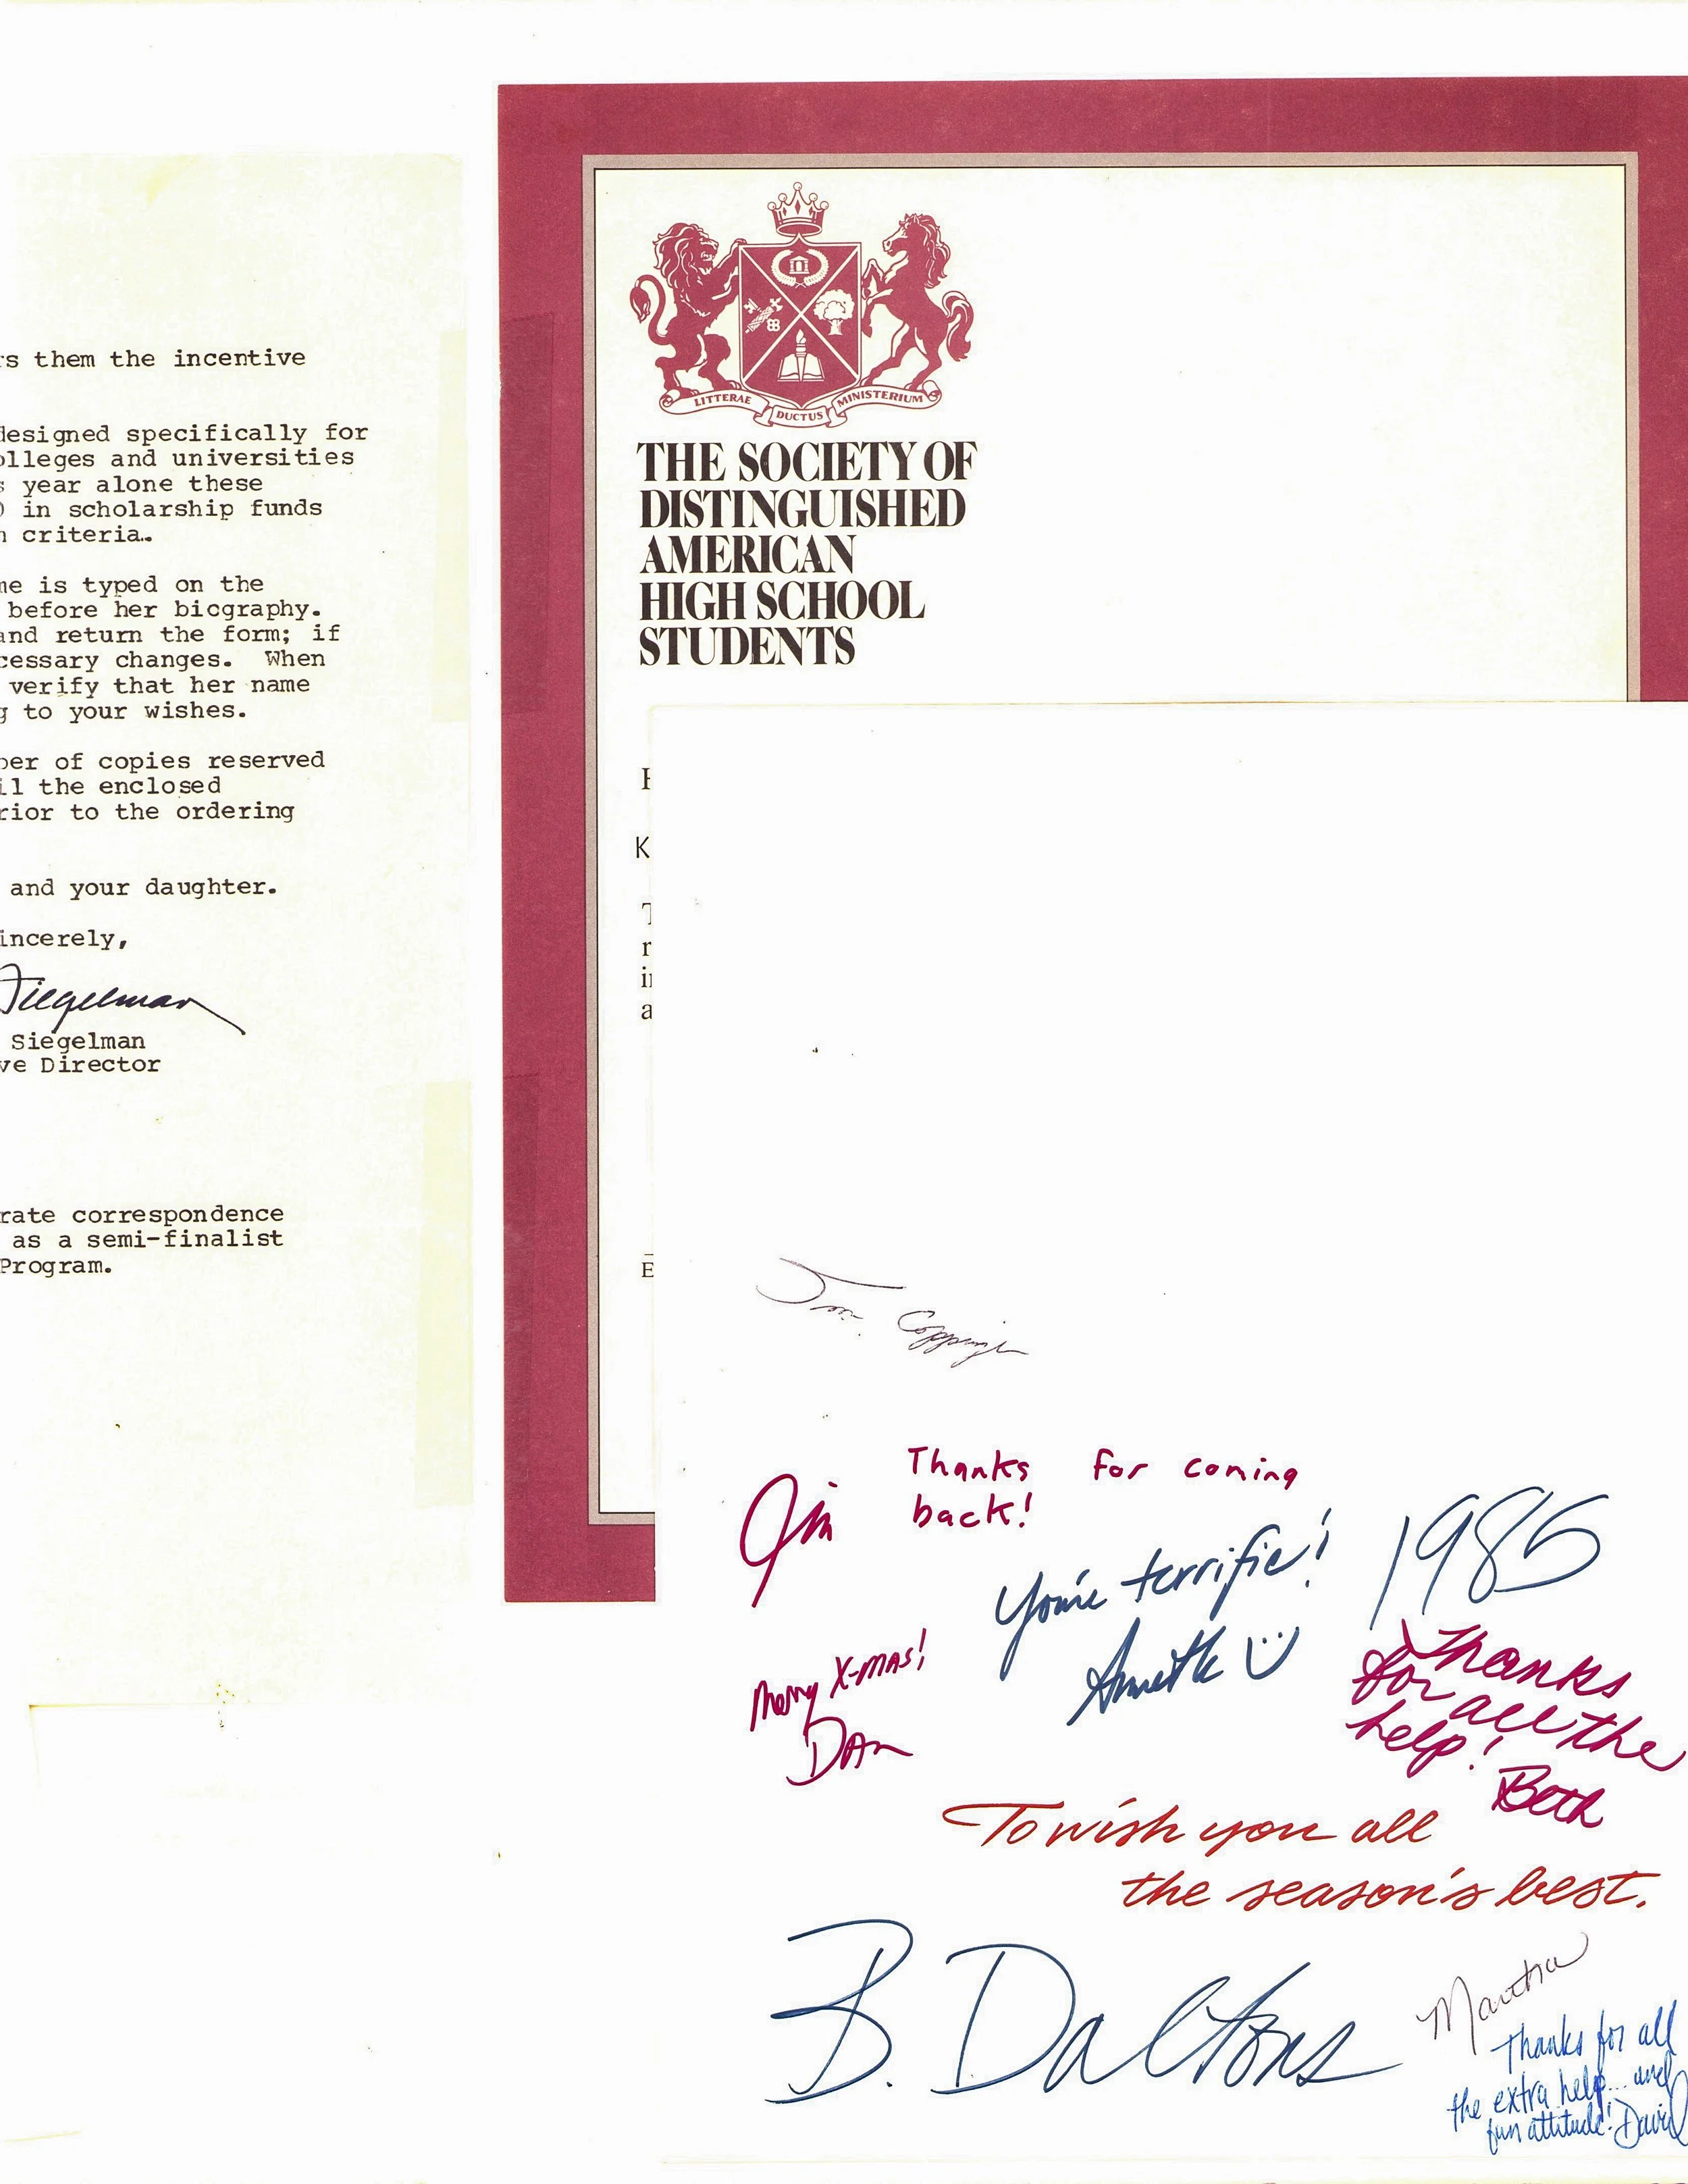 rs them the incentive
designed specifically for
olleges and universities
s year alone these
) in scholarship funds
n criteria.
me is typed on the
before her biography.
and return the form; if
cessary changes. When
verify that her name
g to your wishes.
ber of copies reserved
il the enclosed
rior to the ordering
and your daughter.
incerely,
Siegelman
Siegelman
ve Director
rate correspondence
as a semi-finalist
Program.
LITTERAE DUCTUS MINISTERIUM
THE SOCIETY OF
DISTINGUISHED
AMERICAN
HIGH SCHOOL
STUDENTS
K
T
r
a
E
Jim
Thanks for coming
back!
You're terrific!
Annette
1985
Merry X-mas!
Dan
Thanks
for all the
help!
Beth
To wish you all
the season's best.
B. Daltons
Martha
Thanks for all
the extra help... and
fun attitude! David